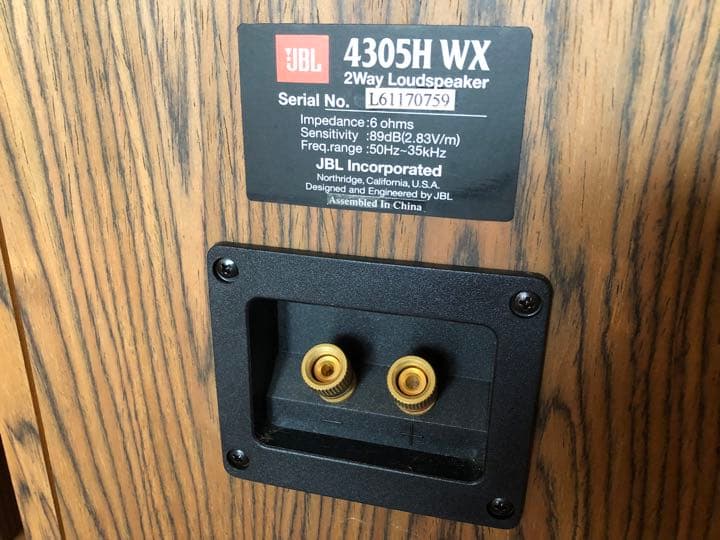 JBL 4305H WX
2Way Loudspeaker
Serial No. L61170759
Impedance:6 ohms
Sensitivity :89dB(2.83V/m)
Freq.range :50Hz~35kHz
JBL Incorporated
Northridge, California, U.S.A.
Designed and Engineered by JBL
Assembled In China
- +